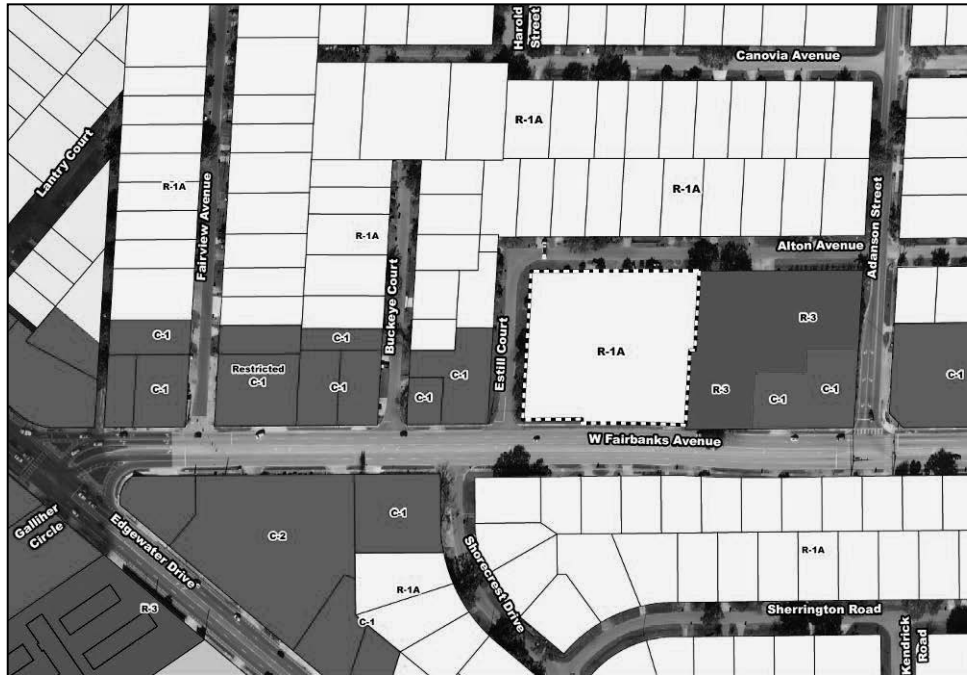 Harold
Street
Canovia Avenue
R-1A
Lantry Court
R-1A
Fairview Avenue
R-1A
R-1A
Buckeye Court
Adanson Street
Alton Avenue
Estill Court
R-3
C-1
C-1
Restricted
C-1
C-1
C-1
R-1A
R-3
C-1
C-1
C-1
C-1
C-1
W Fairbanks Avenue
C-1
Galliher
Circle
Edgewater Drive
C-2
Shorecrest Drive
R-1A
R-1A
R-3
C-1
Sherrington Road
Kendrick
Road